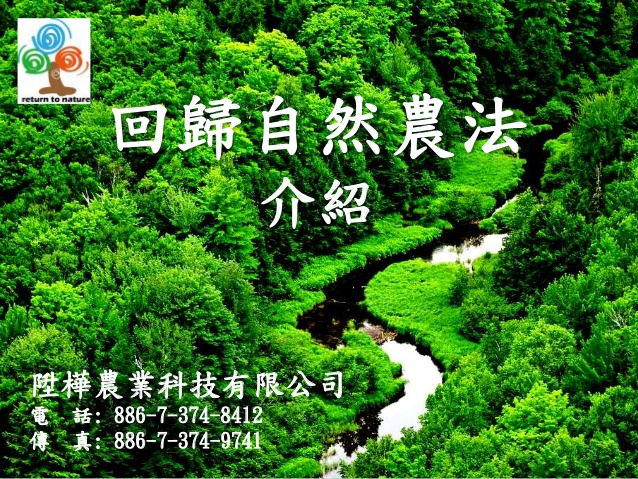 return to nature
回歸自然農法
介紹
陞樺農業科技有限公司
電 話: 886-7-374-8412
傳 真: 886-7-374-9741